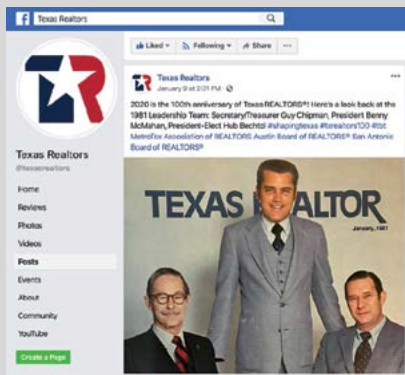 Texas Realtors
Liked Following Share
Texas Realtors
January 9 at 2:01 PM
2020 is the 100th anniversary of Texas REALTORS®! Here's a look back at the
1981 Leadership Team: Secretary/Treasurer Guy Chipman, President Benny
McMahan, President-Elect Hub Bechtol #shapingtexas #txrealtors100 #tbt
MetroTex Association of REALTORS Austin Board of REALTORS® San Antonio
Board of REALTORS®
Texas Realtors
@texasrealtors
Home
Reviews
Photos
Videos
Posts
Events
About
Community
YouTube
Create a Page
TEXAS REALTOR
January, 1981